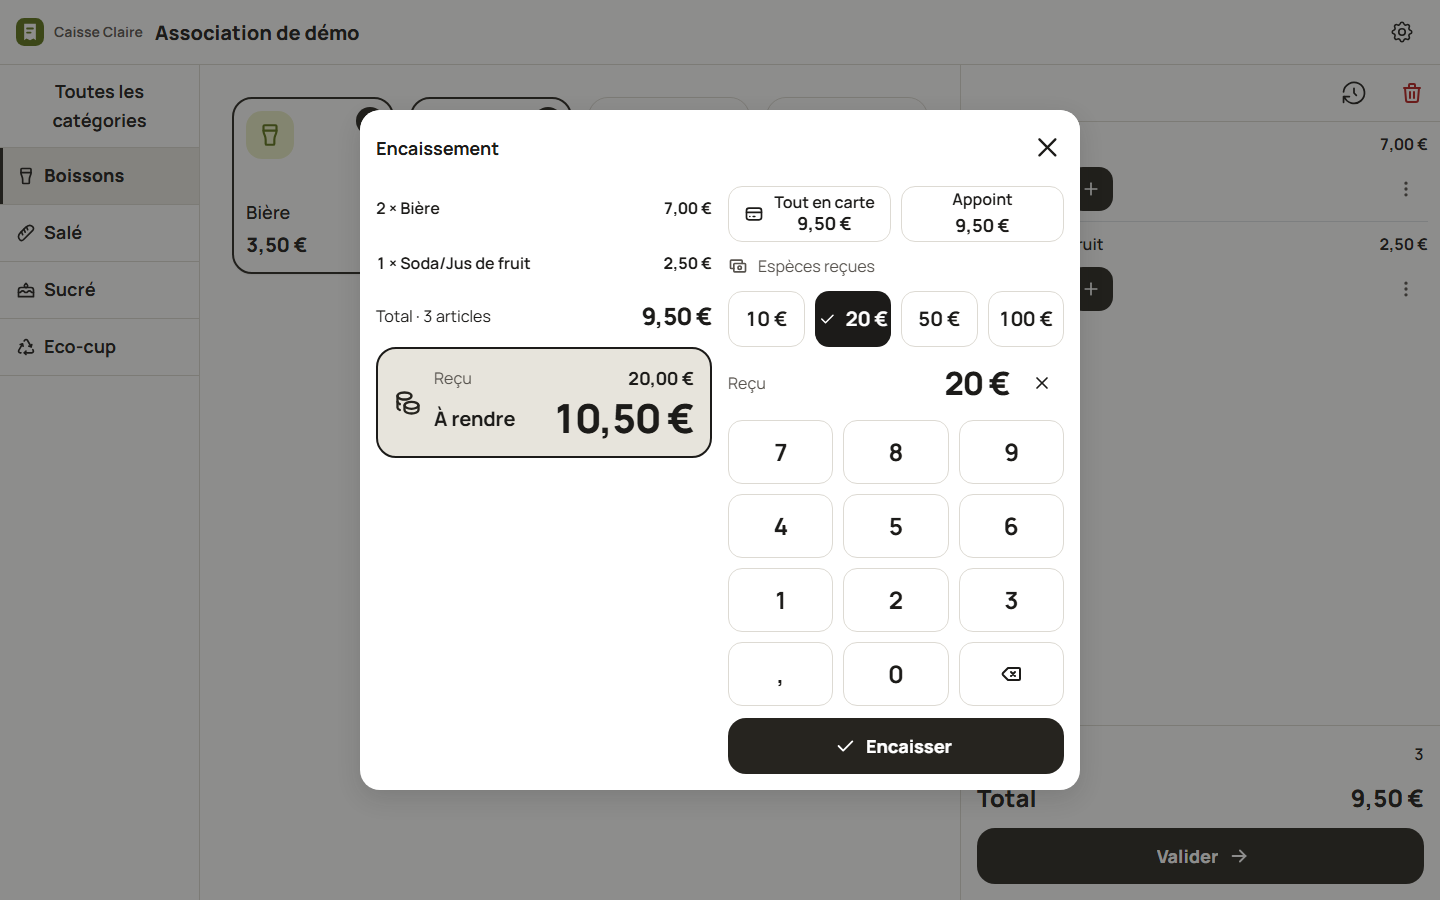 Caisse Claire Association de démo
Toutes les
catégories
Boissons
Salé
Sucré
Eco-cup
Bière
3,50 €
Encaissement
2 × Bière 7,00 €
1 × Soda/Jus de fruit 2,50 €
Total · 3 articles 9,50 €
Reçu 20,00 €
À rendre 10,50 €
Tout en carte
9,50 €
Appoint
9,50 €
Espèces reçues
10 € 20 € 50 € 100 €
Reçu 20 €
7 8 9
4 5 6
1 2 3
, 0
Encaisser
7,00 €
ruit 2,50 €
3
Total 9,50 €
Valider